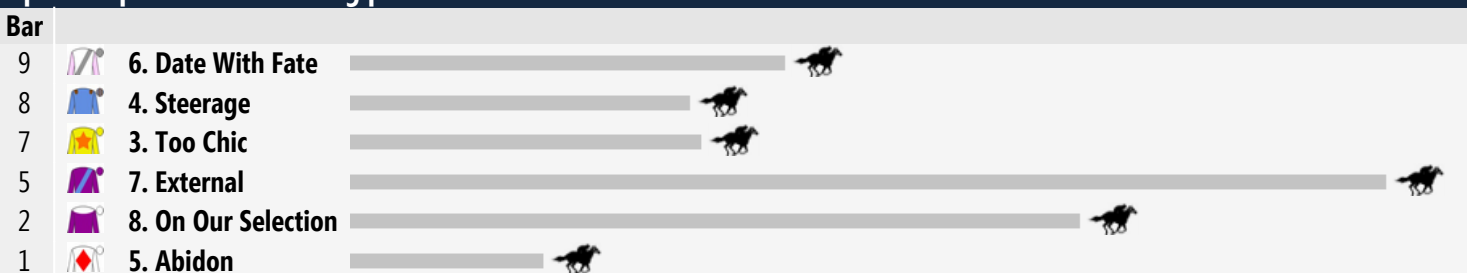 Bar
9 6. Date With Fate
8 4. Steerage
7 3. Too Chic
5 7. External
2 8. On Our Selection
1 5. Abidon